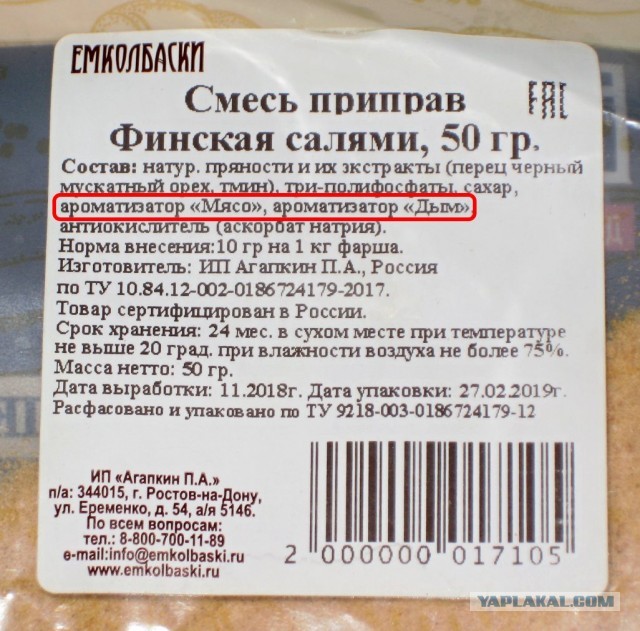 ЕМКОЛБАСКИ
Смесь приправ
EAC
Финская салями, 50 гр.
Состав: натур. пряности и их экстракты (перец черный
мускатный орех, тмин), три-полифосфаты, сахар,
ароматизатор «Мясо», ароматизатор «Дым»,
антиокислитель (аскорбат натрия).
Норма внесения:10 гр на 1 кг фарша.
Изготовитель: ИП Агапкин П.А., Россия
по ТУ 10.84.12-002-0186724179-2017.
Товар сертифицирован в России.
Срок хранения: 24 мес. в сухом месте при температуре
не выше 20 град. при влажности воздуха не более 75%.
Масса нетто: 50 гр.
Дата выработки: 11.2018г. Дата упаковки: 27.02.2019г.
Расфасовано и упаковано по ТУ 9218-003-0186724179-12
ИП «Агапкин П.А.»
п/а: 344015, г. Ростов-на-Дону,
ул. Еременко, д. 54, а/я 5146.
По всем вопросам:
тел.: 8-800-700-11-89
e-mail:info@emkolbaski.ru
www.emkolbaski.ru
2 000000 017105
YAPLAKAL.COM